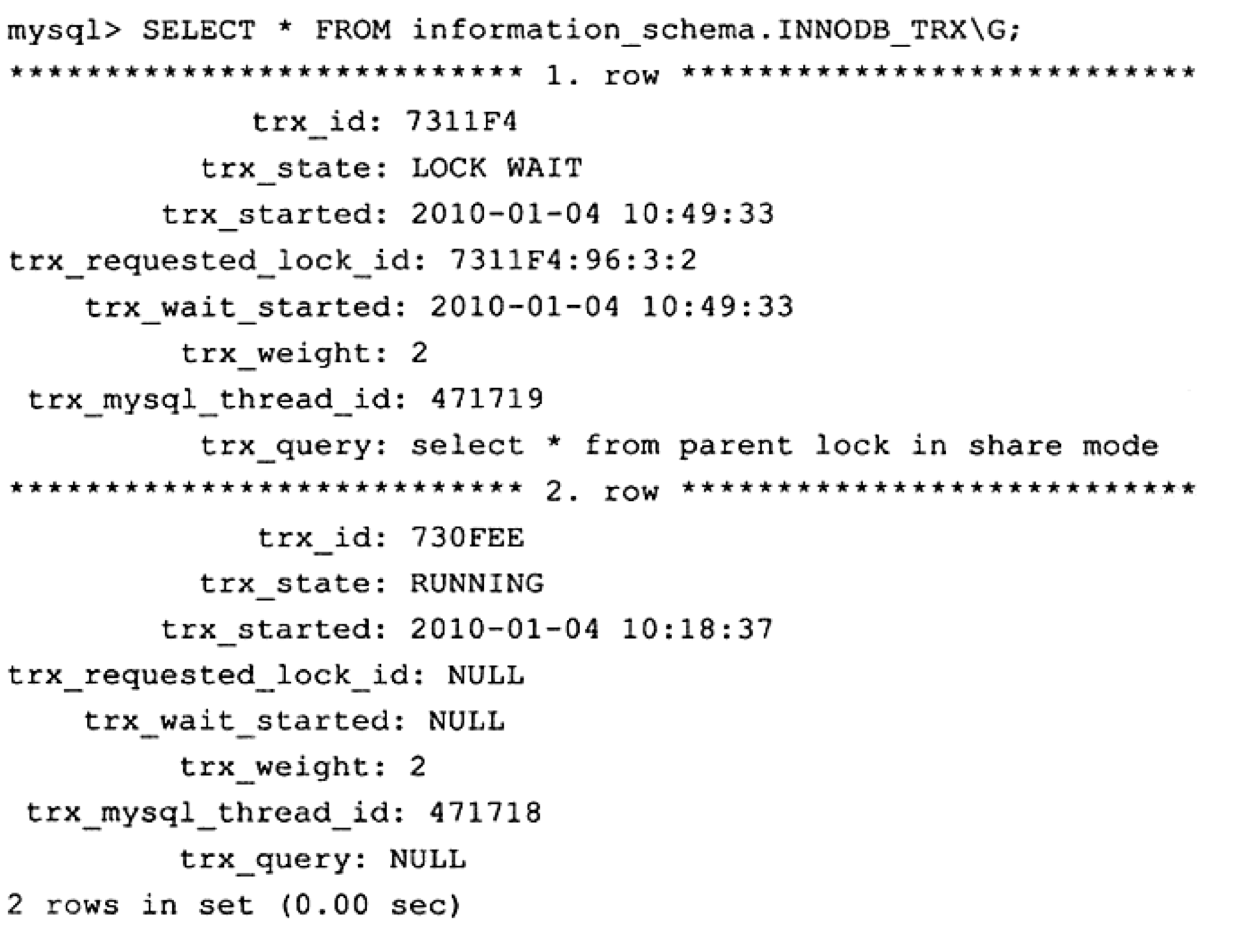 mysql> SELECT * FROM information_schema.INNODB_TRX\G;
*************************** 1. row ***************************
trx_id: 7311F4
trx_state: LOCK WAIT
trx_started: 2010-01-04 10:49:33
trx_requested_lock_id: 7311F4:96:3:2
trx_wait_started: 2010-01-04 10:49:33
trx_weight: 2
trx_mysql_thread_id: 471719
trx_query: select * from parent lock in share mode
*************************** 2. row ***************************
trx_id: 730FEE
trx_state: RUNNING
trx_started: 2010-01-04 10:18:37
trx_requested_lock_id: NULL
trx_wait_started: NULL
trx_weight: 2
trx_mysql_thread_id: 471718
trx_query: NULL
2 rows in set (0.00 sec)